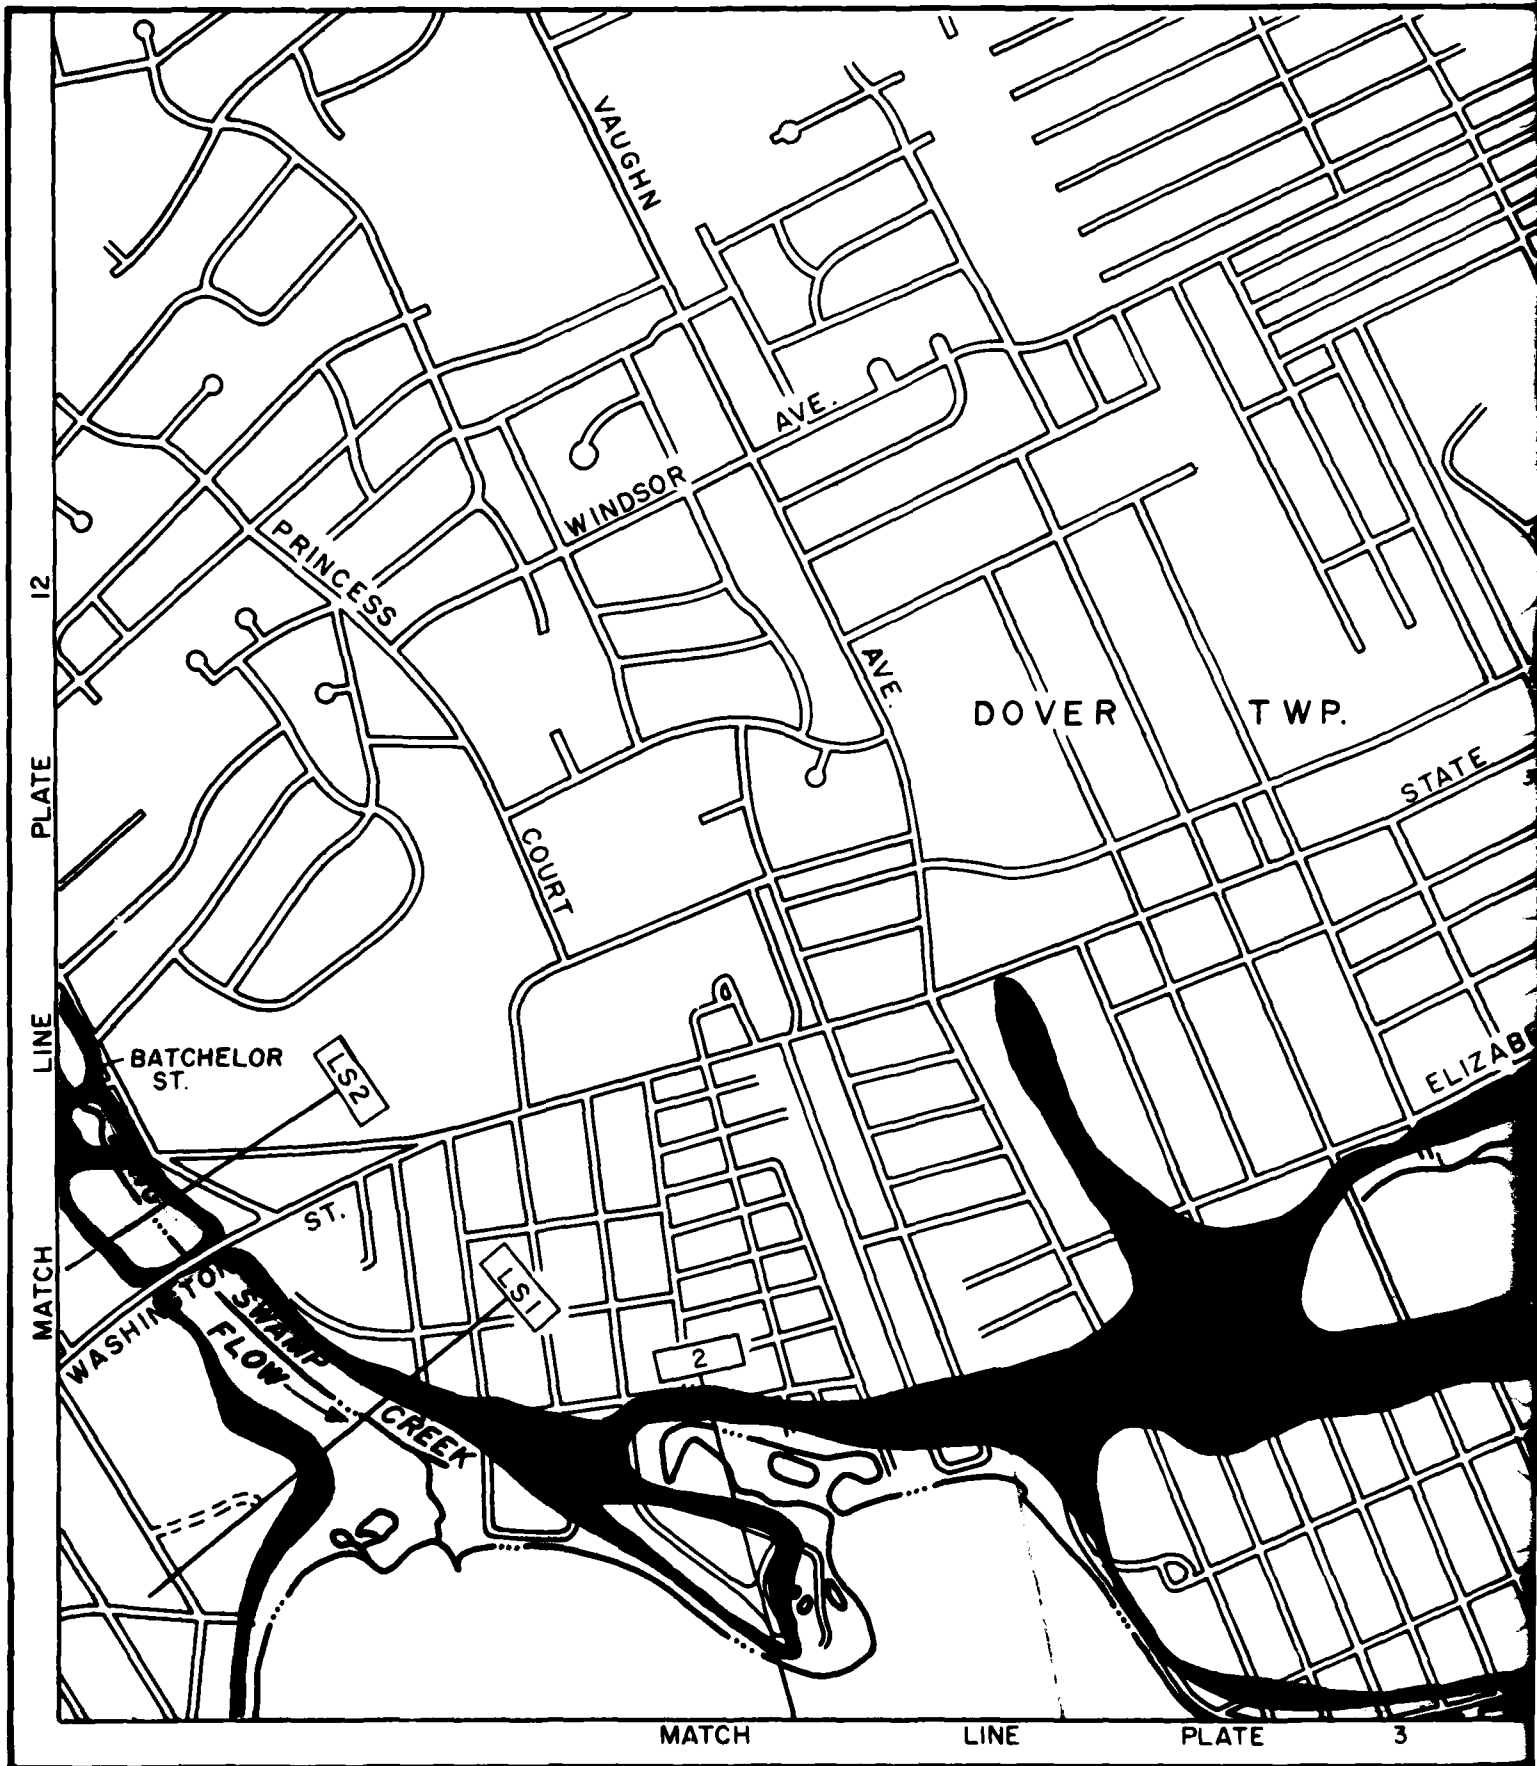 VAUGHN
AVE.
WINDSOR
PRINCESS
AVE.
DOVER TWP.
STATE
COURT
BATCHELOR
ST.
LS2
ST.
LS1
WASHINGTON
SWAMP
FLOW
CREEK
2
MATCH LINE PLATE 12
MATCH LINE PLATE 3